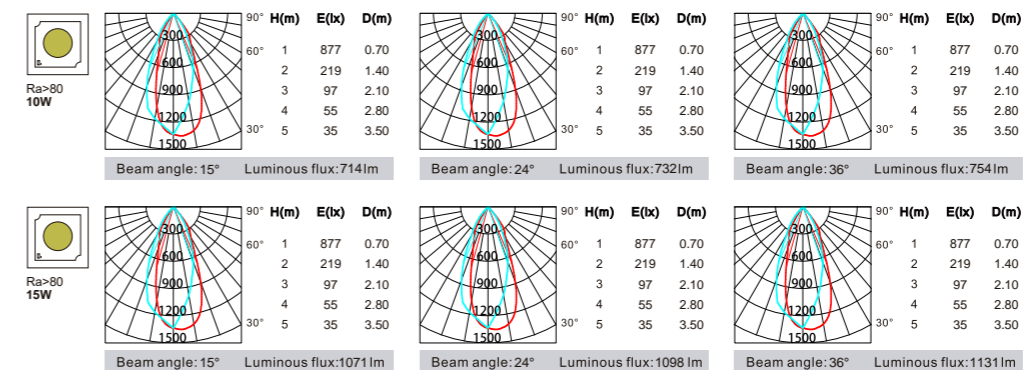 Ra>80
10W
90° H(m) E(lx) D(m)
300
1 877 0.70
60°
600
2 219 1.40
900
3 97 2.10
1200
4 55 2.80
30°
1500
5 35 3.50
Beam angle:15° Luminous flux:714lm
90° H(m) E(lx) D(m)
300
1 877 0.70
60°
600
2 219 1.40
900
3 97 2.10
1200
4 55 2.80
30°
1500
5 35 3.50
Beam angle:24° Luminous flux:732lm
90° H(m) E(lx) D(m)
300
1 877 0.70
60°
600
2 219 1.40
900
3 97 2.10
1200
4 55 2.80
30°
1500
5 35 3.50
Beam angle:36° Luminous flux:754lm
Ra>80
15W
90° H(m) E(lx) D(m)
300
1 877 0.70
60°
600
2 219 1.40
900
3 97 2.10
1200
4 55 2.80
30°
1500
5 35 3.50
Beam angle:15° Luminous flux:1071lm
90° H(m) E(lx) D(m)
300
1 877 0.70
60°
600
2 219 1.40
900
3 97 2.10
1200
4 55 2.80
30°
1500
5 35 3.50
Beam angle:24° Luminous flux:1098lm
90° H(m) E(lx) D(m)
300
1 877 0.70
60°
600
2 219 1.40
900
3 97 2.10
1200
4 55 2.80
30°
1500
5 35 3.50
Beam angle:36° Luminous flux:1131lm